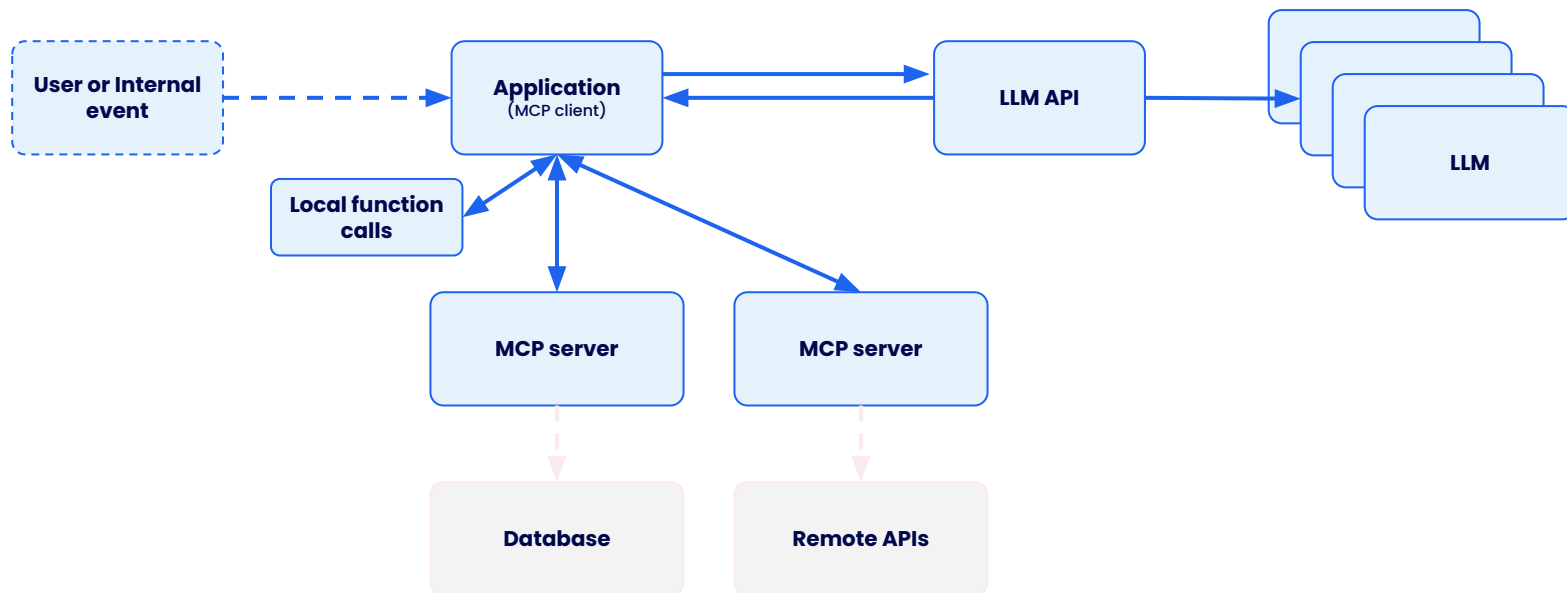 User or Internal
event
Application
(MCP client)
LLM API
LLM
Local function
calls
MCP server
MCP server
Database
Remote APIs